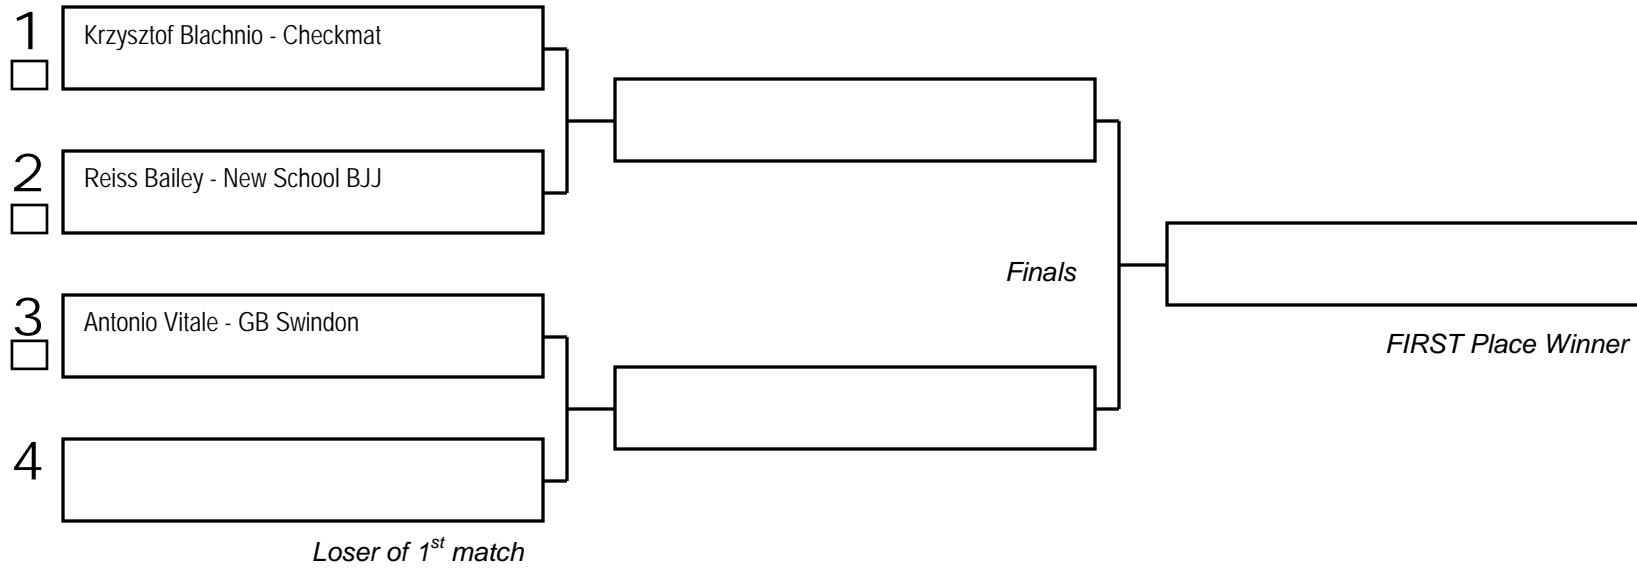 1
Krzysztof Blachnio - Checkmat
2
Reiss Bailey - New School BJJ
Finals
3
Antonio Vitale - GB Swindon
FIRST Place Winner
4
Loser of 1st match